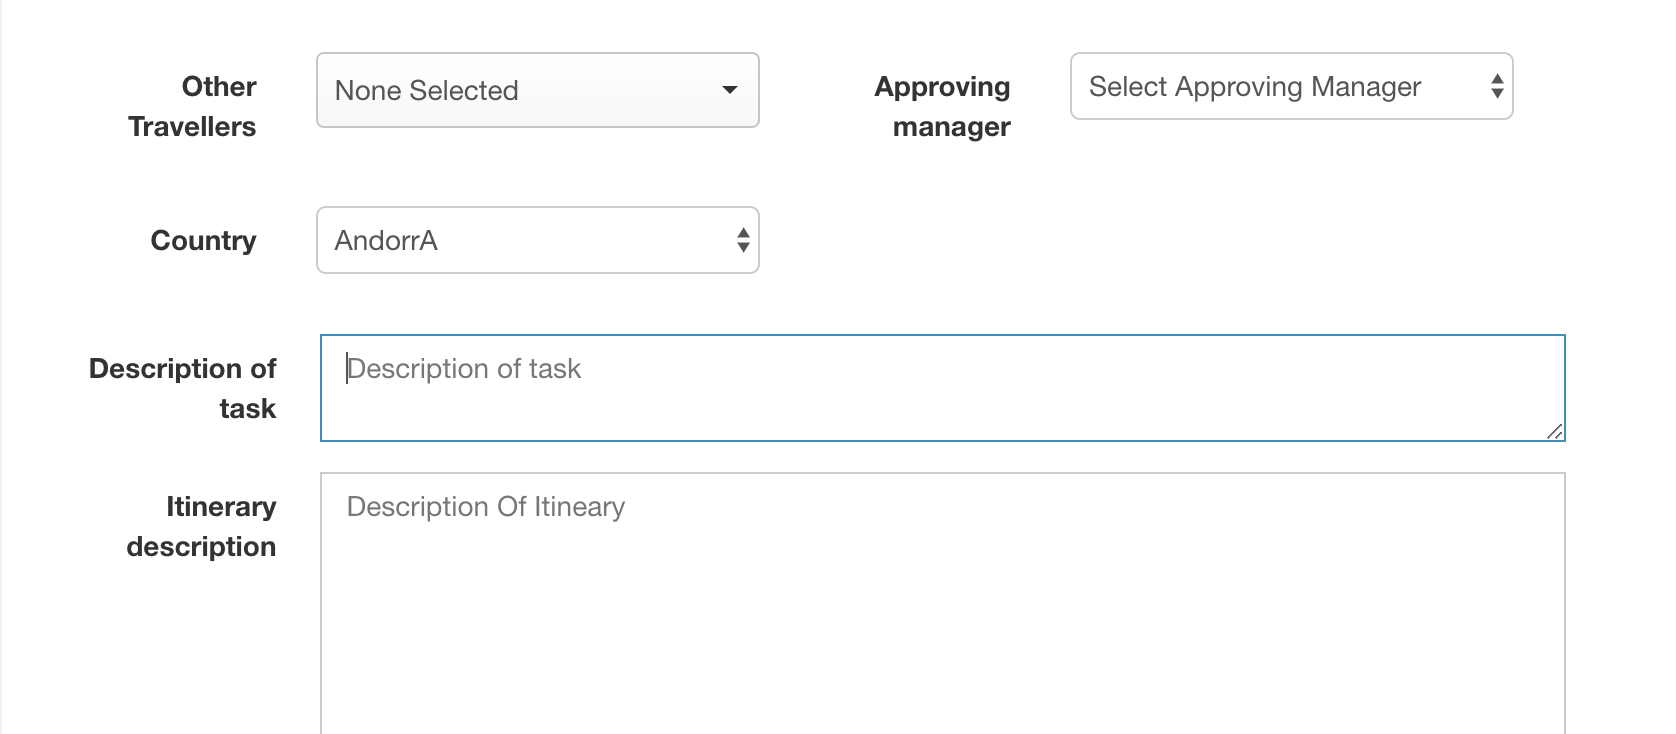 Other
Travellers
None Selected
Approving
manager
Select Approving Manager
Country
AndorrA
Description of
task
Description of task
Itinerary
description
Description Of Itineary